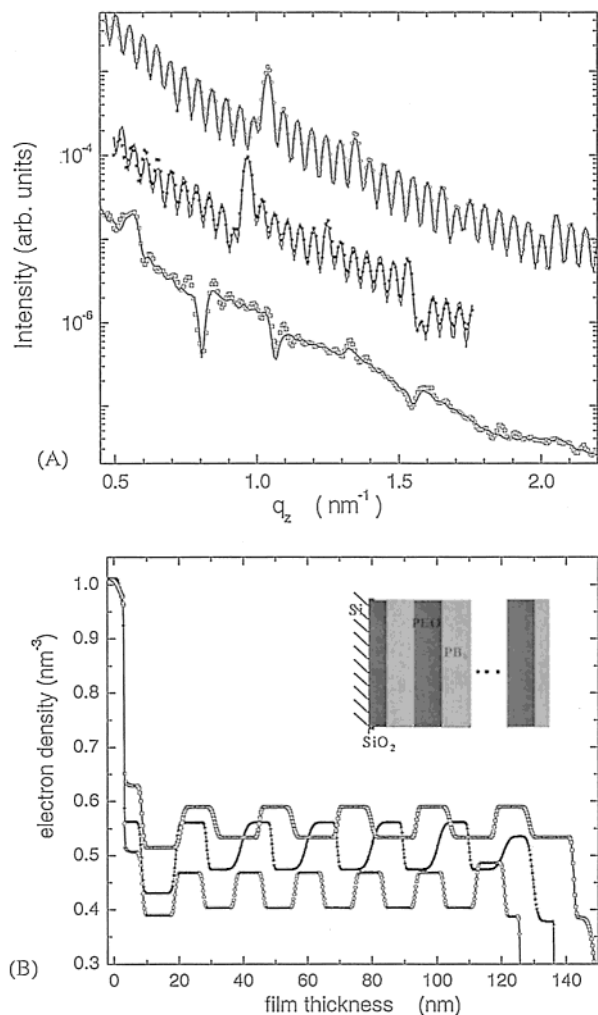 (A)
Intensity (arb. units)
10⁻⁴
10⁻⁶
0.5 1.0 1.5 2.0
q_z ( nm⁻¹ )
(B)
electron density (nm⁻³)
1.0
0.9
0.8
0.7
0.6
0.5
0.4
0.3
Si
PEO
PB_h
SiO₂
0 20 40 60 80 100 120 140
film thickness (nm)